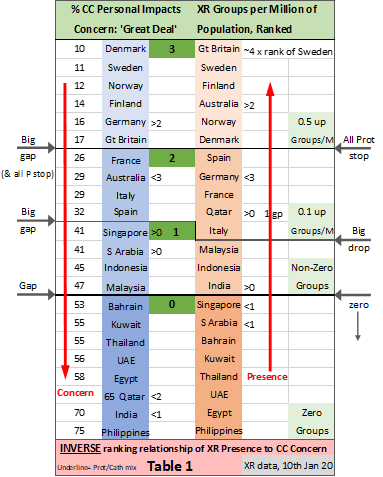 % CC Personal Impacts XR Groups per Million of
Concern: 'Great Deal' Population, Ranked
10 Denmark 3 Gt Britain ~4 x rank of Sweden
11 Sweden Sweden
12 Norway Finland
14 Finland Australia >2
16 Germany >2 Norway 0.5 up
Big 17 Gt Britain Denmark Groups/M All Prot
gap 26 France 2 Spain stop
(& all P stop) 29 Australia <3 Germany <3
29 Italy France
Big 32 Spain Qatar >0 1 gp 0.1 up
gap 41 Singapore >0 1 Italy Groups/M Big
41 S Arabia >0 Malaysia drop
45 Indonesia Indonesia Non-Zero
Gap 47 Malaysia India >0 Groups
53 Bahrain 0 Singapore <1 zero
55 Kuwait S Arabia <1
55 Thailand Bahrain
56 UAE Kuwait
58 Egypt Thailand Presence
Concern 65 Qatar <2 UAE
70 India <1 Egypt Zero
75 Philippines Philippines Groups
INVERSE ranking relationship of XR Presence to CC Concern
Underlin= Prot/Cath mix Table 1 XR data, 10th Jan 20